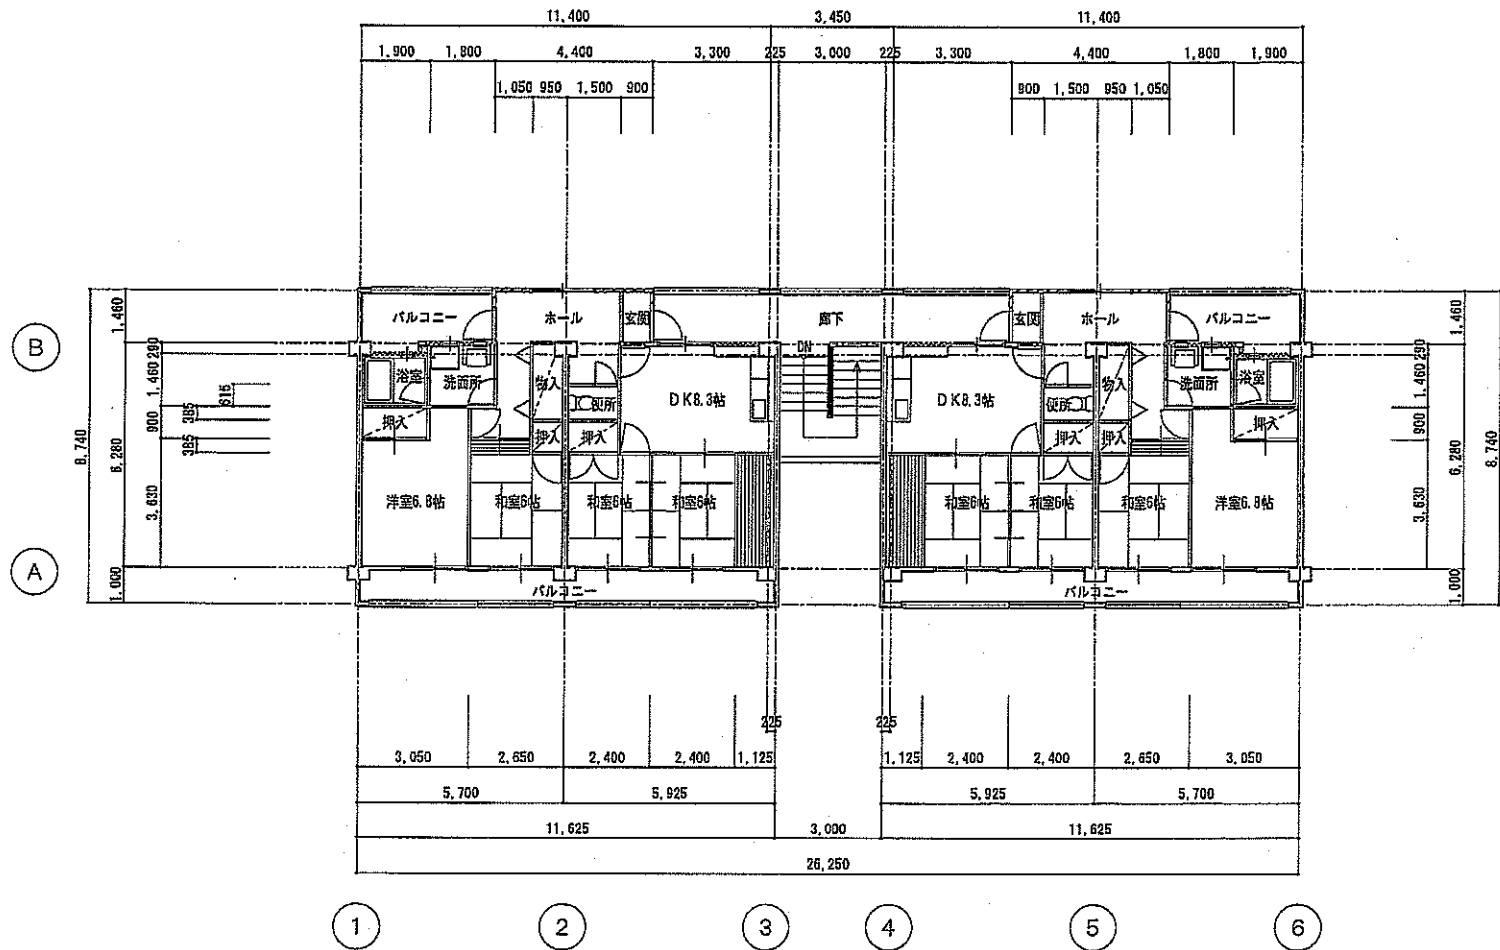 11,400 3,450 11,400
1,900 1,800 4,400 3,300 225 3,000 225 3,300 4,400 1,800 1,900
1,050 950 1,500 900 900 1,500 950 1,050
バルコニー ホール 玄関 廊下 玄関 ホール バルコニー
DN
浴室 洗面所 物入 便所 DK8.3帖 DK8.3帖 便所 物入 洗面所 浴室
押入 押入 押入 押入 押入 押入
洋室6.8帖 和室6帖 和室6帖 和室6帖 和室6帖 和室6帖 和室6帖 洋室6.8帖
バルコニー バルコニー
B
A
8,740
1,460
6,280
1,000
290
1,460
900
3,630
615
385
385
1,460
290
1,460
900
3,630
6,280
1,000
8,740
225 225
3,050 2,650 2,400 2,400 1,125 1,125 2,400 2,400 2,650 3,050
5,700 5,925 5,925 5,700
11,625 3,000 11,625
26,250
1 2 3 4 5 6